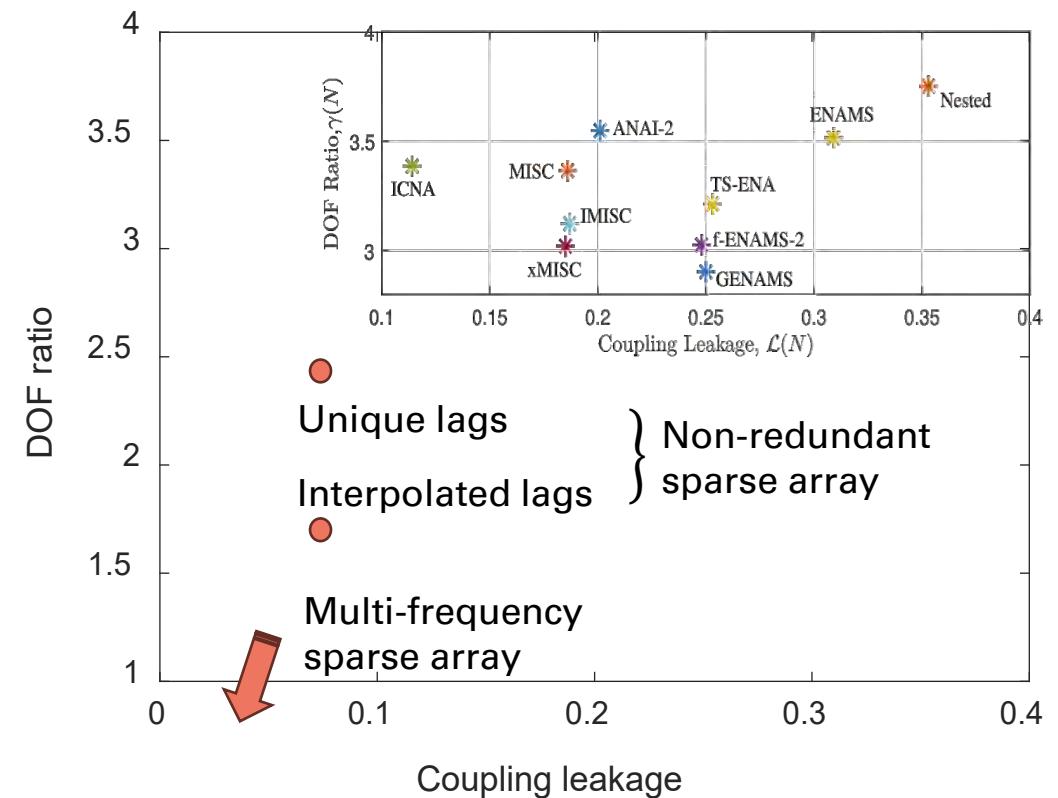 4
3.5
3
2.5
2
1.5
1
DOF ratio
4
3.5
3
DOF Ratio,γ(N)
Nested
ENAMS
ANAI-2
ICNA
MISC
TS-ENA
IMISC
f-ENAMS-2
xMISC
GENAMS
0.1 0.15 0.2 0.25 0.3 0.35 0.4
Coupling Leakage, ℒ(N)
Unique lags
Interpolated lags
} Non-redundant
sparse array
Multi-frequency
sparse array
0 0.1 0.2 0.3 0.4
Coupling leakage